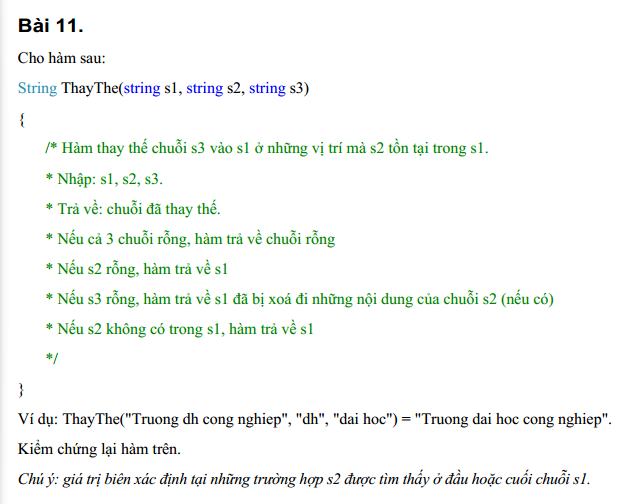 Bài 11.
Cho hàm sau:
String ThayThe(string s1, string s2, string s3)
{
/* Hàm thay thế chuỗi s3 vào s1 ở những vị trí mà s2 tồn tại trong s1.
* Nhập: s1, s2, s3.
* Trả về: chuỗi đã thay thế.
* Nếu cả 3 chuỗi rỗng, hàm trả về chuỗi rỗng
* Nếu s2 rỗng, hàm trả về s1
* Nếu s3 rỗng, hàm trả về s1 đã bị xoá đi những nội dung của chuỗi s2 (nếu có)
* Nếu s2 không có trong s1, hàm trả về s1
*/
}
Ví dụ: ThayThe("Truong dh cong nghiep", "dh", "dai hoc") = "Truong dai hoc cong nghiep".
Kiểm chứng lại hàm trên.
Chú ý: giá trị biên xác định tại những trường hợp s2 được tìm thấy ở đầu hoặc cuối chuỗi s1.